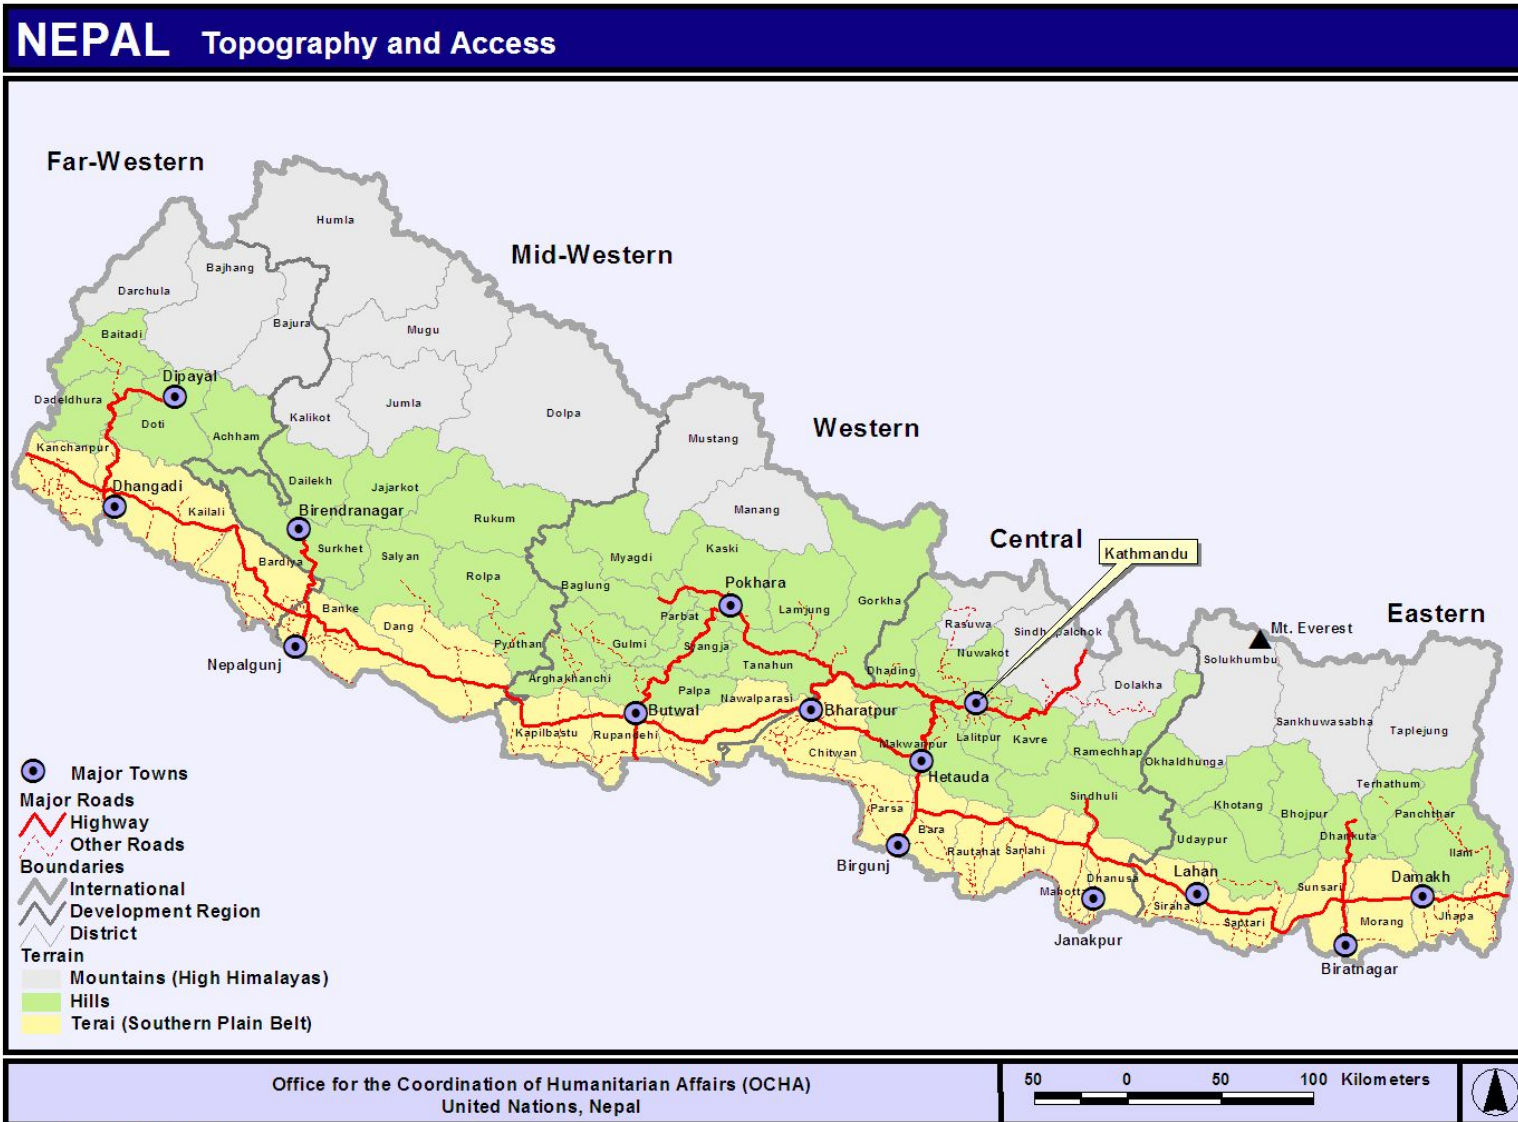 NEPAL Topography and Access
Far-Western
Humla
Mid-Western
Bajhang
Darchula
Bajura
Mugu
Baitadi
Dipayal
Dadeldhura
Jumla
Kalikot
Dolpa
Doti
Achham
Mustang
Western
Kanchanpur
Dailekh
Jajarkot
Dhangadi
Kailali
Birendranagar
Rukum
Manang
Central
Kathmandu
Surkhet
Salyan
Kaski
Myagdi
Bardiya
Rolpa
Baglung
Pokhara
Banke
Parbat
Lamjung
Gorkha
Eastern
Dang
Rasuwa
Sindhupalchok
Mt. Everest
Pyuthan
Gulmi
Syangja
Nuwakot
Solukhumbu
Nepalgunj
Tanahun
Dhading
Arghakhanchi
Palpa
Nawalparasi
Dolakha
Butwal
Bharatpur
Sankhuwasabha
Taplejung
Kapilbastu
Rupandehi
Chitwan
Makwanpur
Lalitpur
Kavre
Ramechhap
Okhaldhunga
Hetauda
Terhathum
Sindhuli
Khotang
Bhojpur
Panchthar
Parsa
Bara
Dhankuta
Udaypur
Rautahat
Sarlahi
Ilam
Birgunj
Lahan
Damakh
Dhanusa
Sunsari
Mahotta
Siraha
Saptari
Morang
Jhapa
Janakpur
Biratnagar
Major Towns
Major Roads
Highway
Other Roads
Boundaries
International
Development Region
District
Terrain
Mountains (High Himalayas)
Hills
Terai (Southern Plain Belt)
Office for the Coordination of Humanitarian Affairs (OCHA)
United Nations, Nepal
50 0 50 100 Kilometers